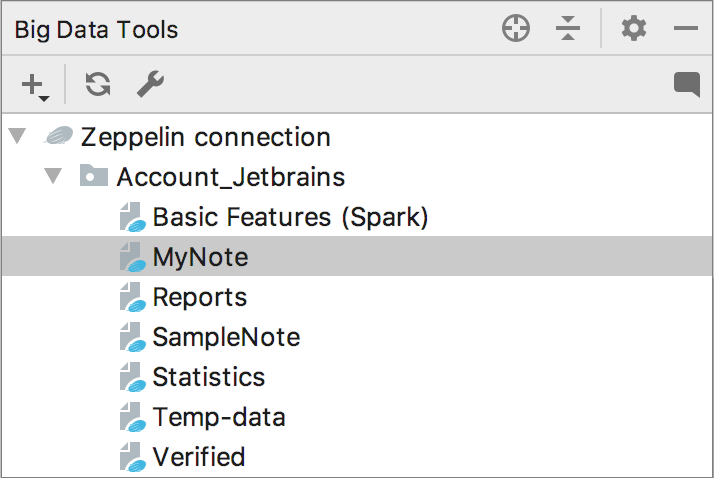 Big Data Tools
Zeppelin connection
Account_Jetbrains
Basic Features (Spark)
MyNote
Reports
SampleNote
Statistics
Temp-data
Verified